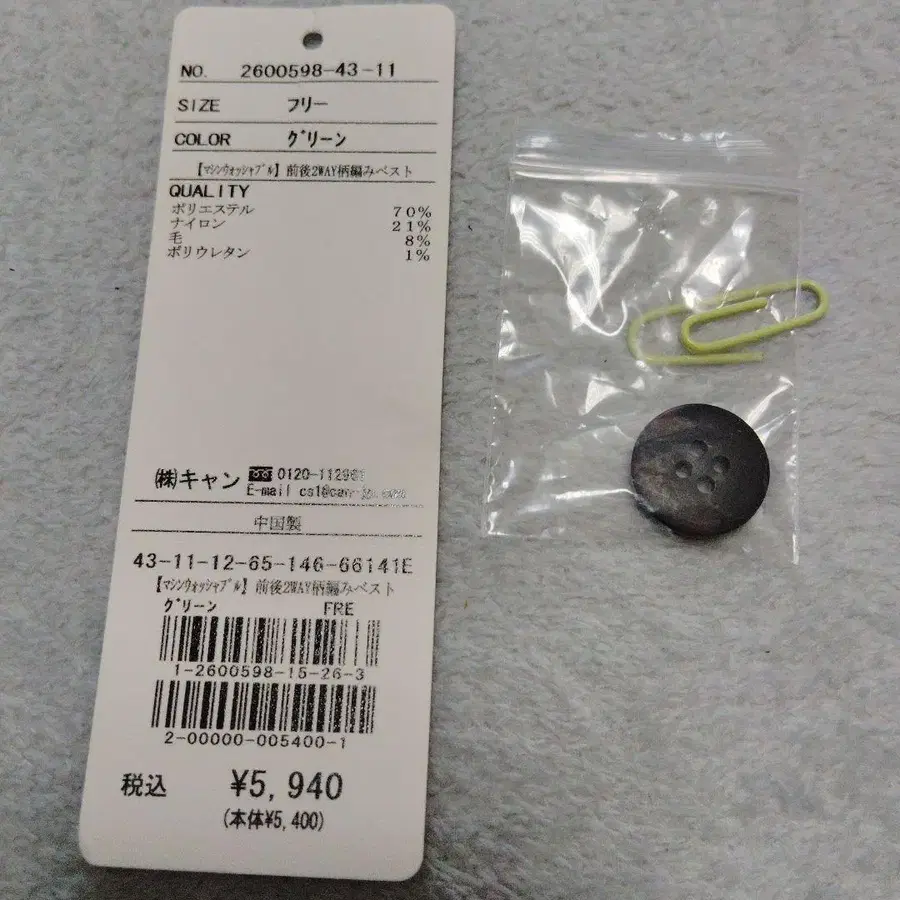 NO. 2600598-43-11
SIZE フリー
COLOR グリーン
【マシンウォッシャブル】前後2WAY柄編みベスト
QUALITY
ポリエステル 70%
ナイロン 21%
毛 8%
ポリウレタン 1%
㈱キャン 0120-112961
E-mail cs1@can-jp.com
中国製
43-11-12-65-146-66141E
【マシンウォッシャブル】前後2WAY柄編みベスト
グリーン FRE
1-2600598-15-26-3
2-00000-005400-1
税込 ¥5,940
(本体¥5,400)